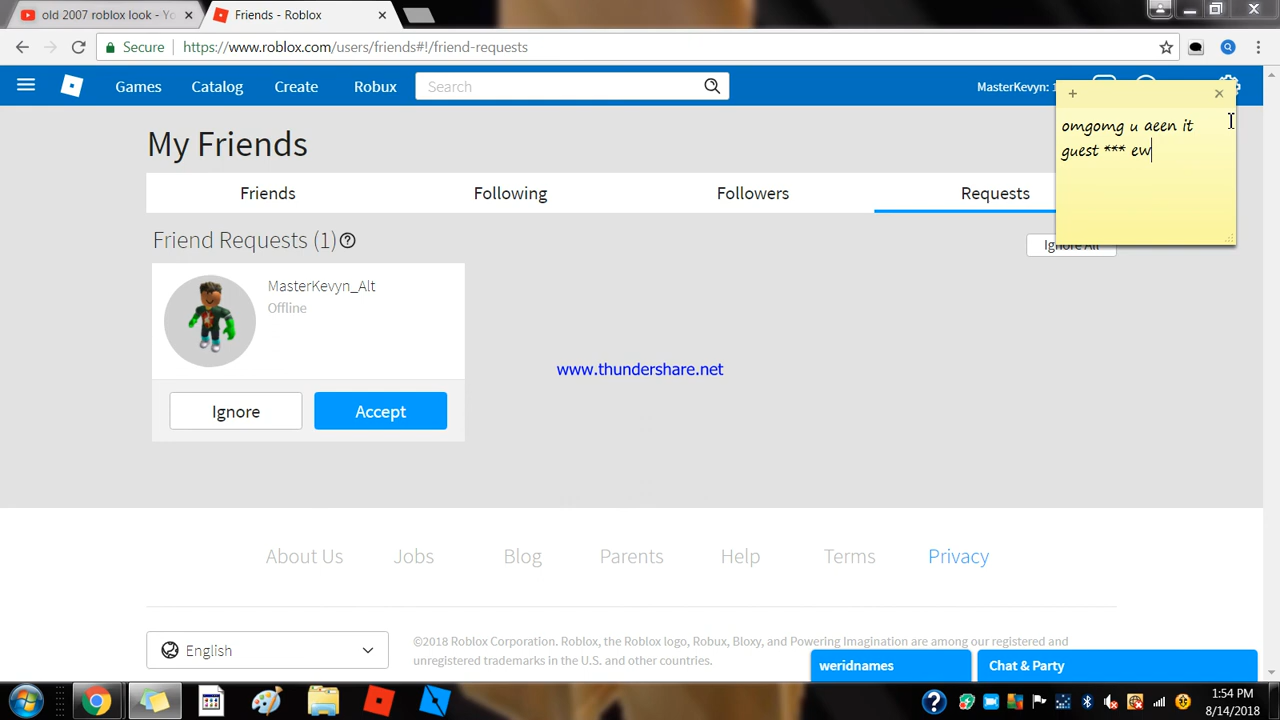 old 2007 roblox look - Yo
Friends - Roblox
Secure
https://www.roblox.com/users/friends#!/friend-requests
Games
Catalog
Create
Robux
Search
MasterKevyn: 1
omgomg u aeen it
guest *** ew
My Friends
Friends
Following
Followers
Requests
Friend Requests (1)
Ignore All
MasterKevyn_Alt
Offline
www.thundershare.net
Ignore
Accept
About Us
Jobs
Blog
Parents
Help
Terms
Privacy
English
©2018 Roblox Corporation. Roblox, the Roblox logo, Robux, Bloxy, and Powering Imagination are among our registered and
unregistered trademarks in the U.S. and other countries.
weridnames
Chat & Party
1:54 PM
8/14/2018